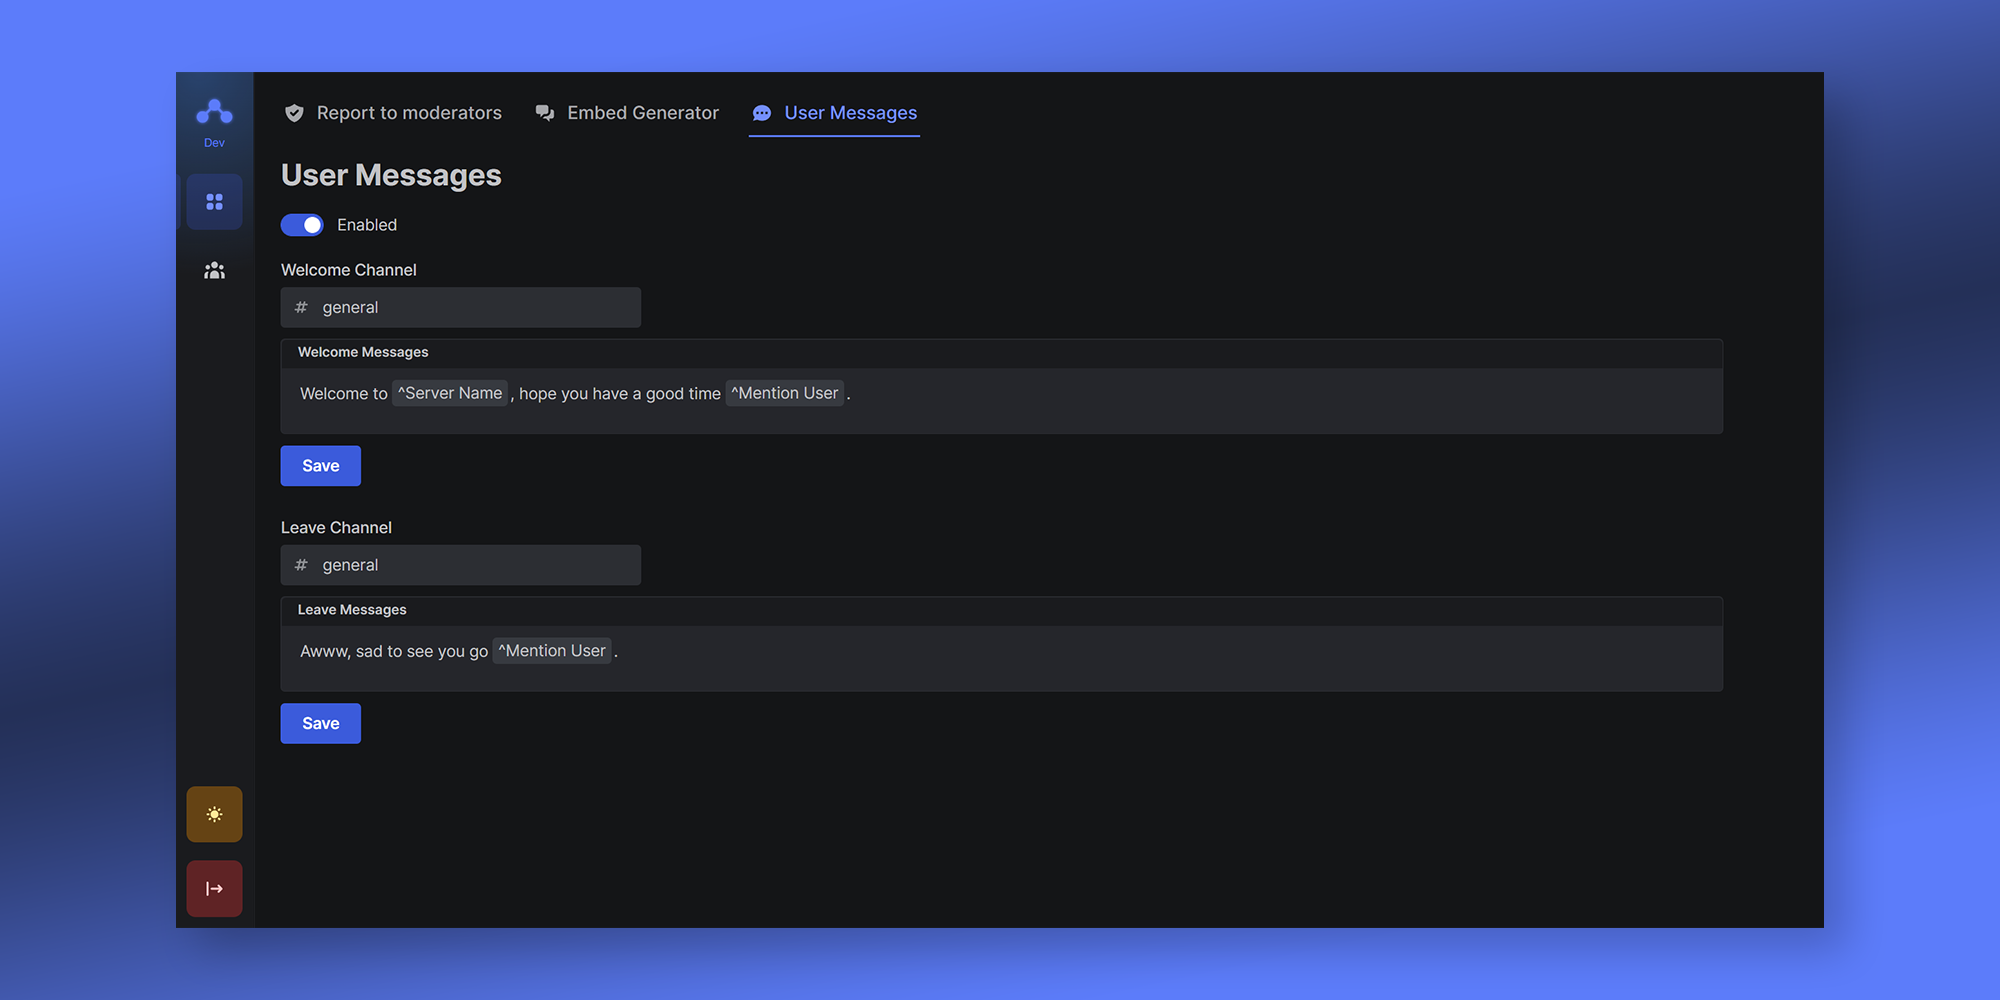 Dev
Report to moderators
Embed Generator
User Messages
User Messages
Enabled
Welcome Channel
# general
Welcome Messages
Welcome to ^Server Name , hope you have a good time ^Mention User .
Save
Leave Channel
# general
Leave Messages
Awww, sad to see you go ^Mention User .
Save